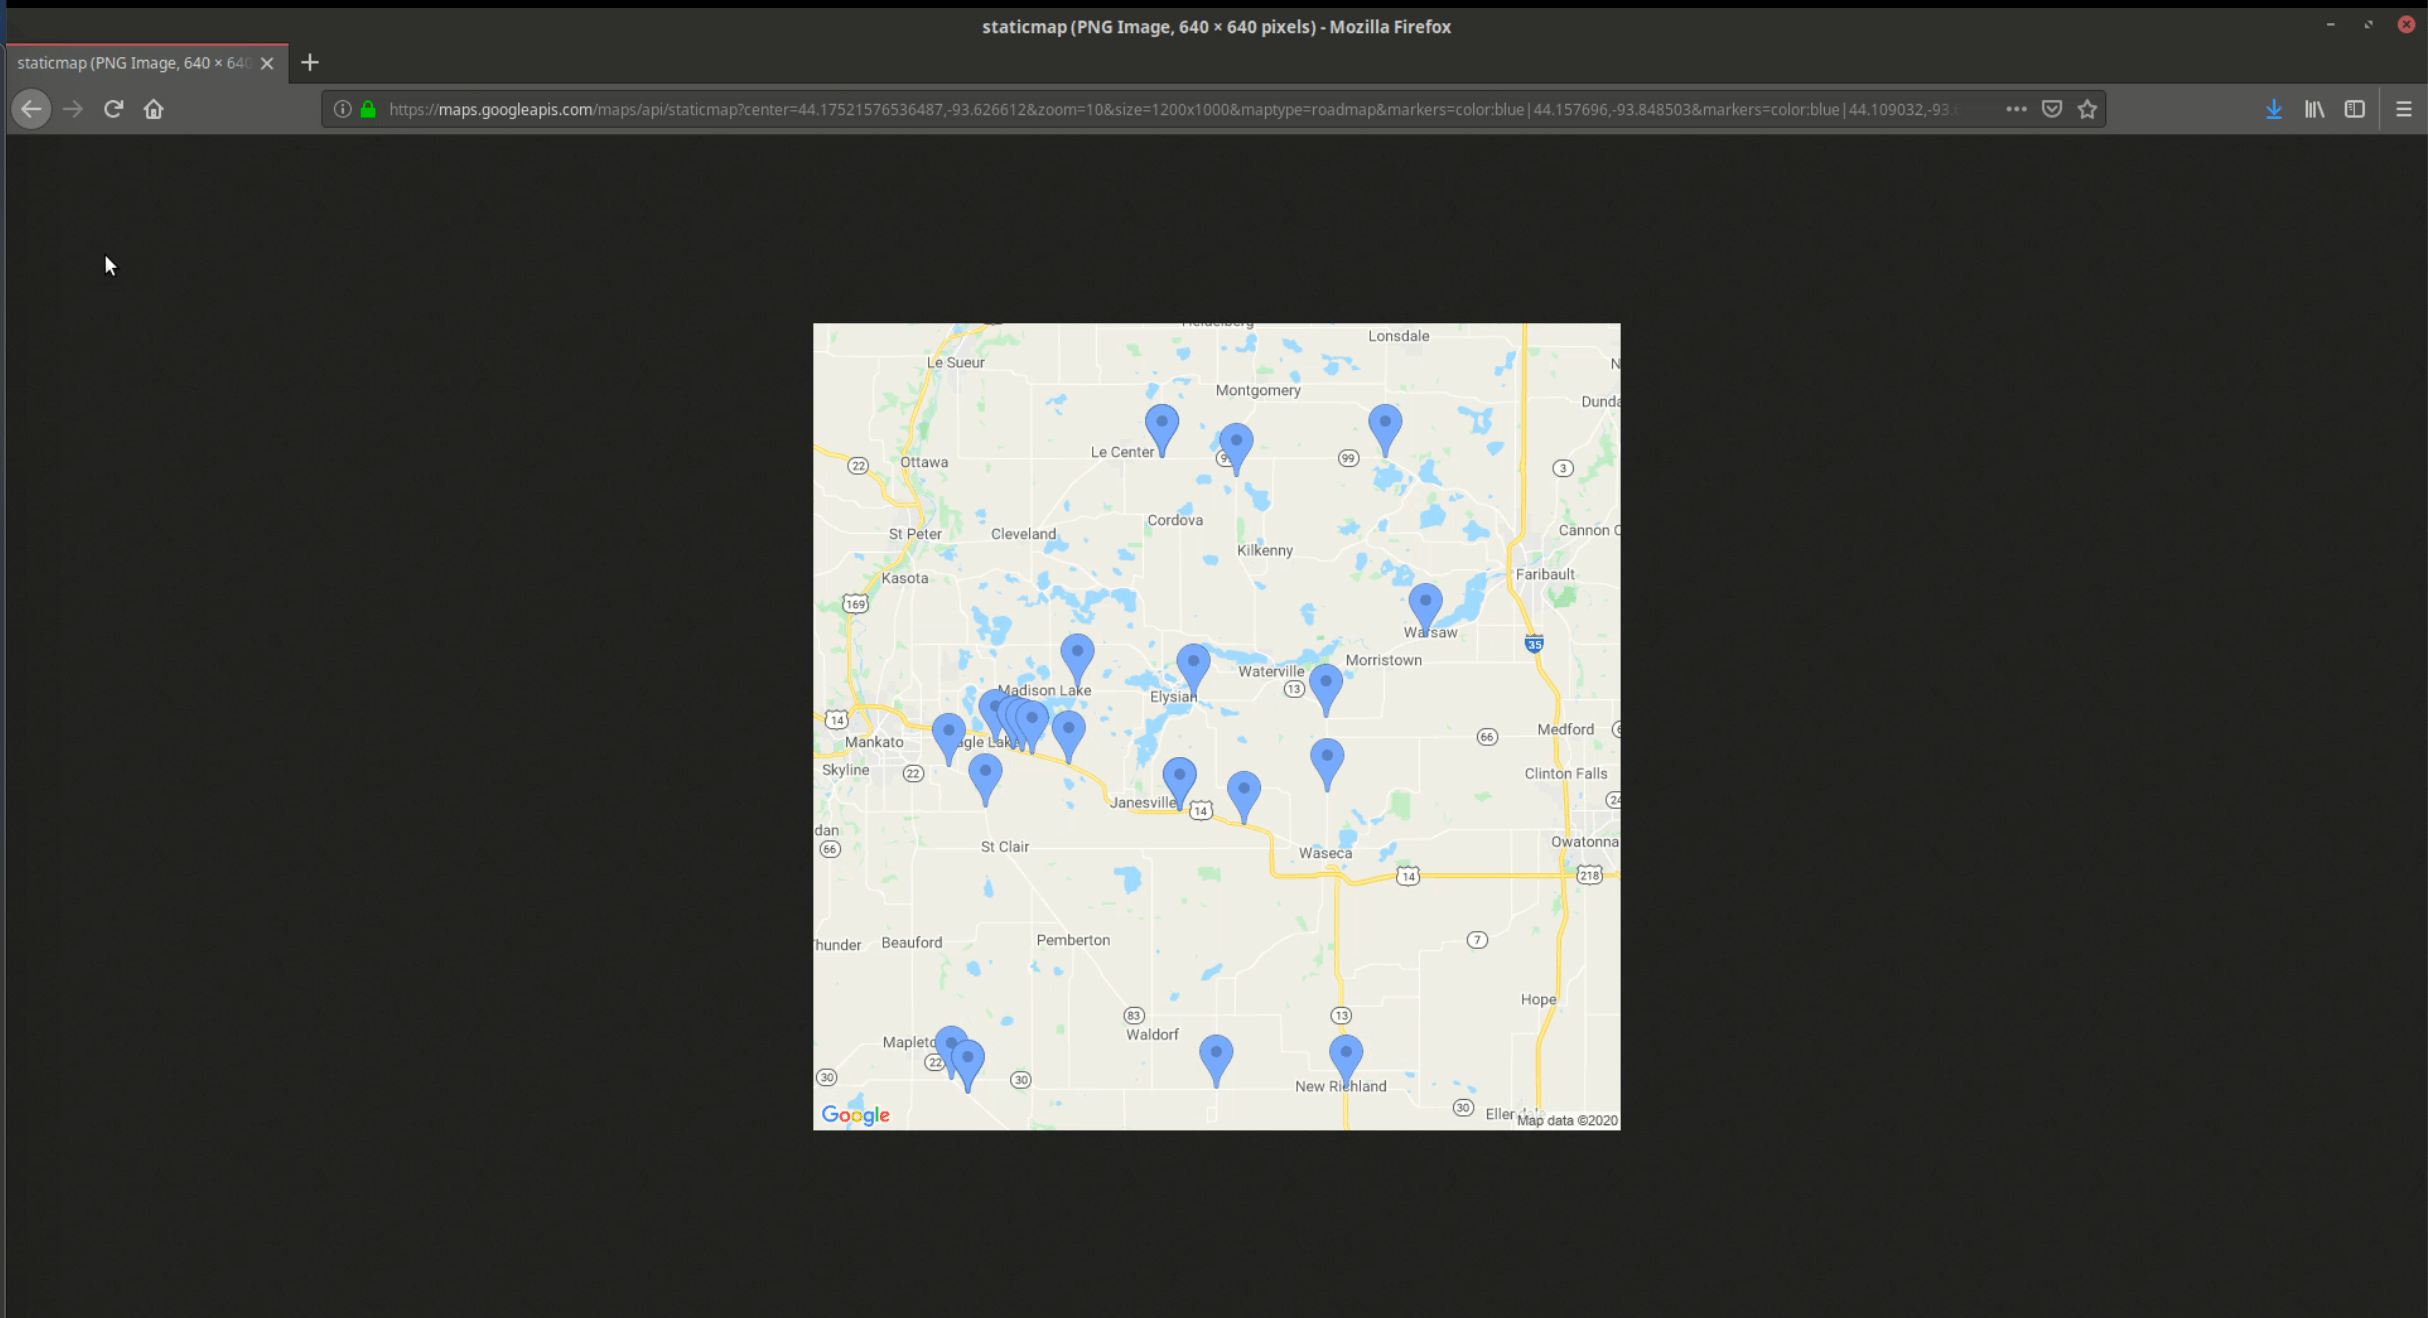 staticmap (PNG Image, 640 × 640 pixels) - Mozilla Firefox
staticmap (PNG Image, 640 × 640
https://maps.googleapis.com/maps/api/staticmap?center=44.17521576536487,-93.626612&zoom=10&size=1200x1000&maptype=roadmap&markers=color:blue|44.157696,-93.848503&markers=color:blue|44.109032,-93.
Heidelberg
Lonsdale
Le Sueur
N
Montgomery
Dunda
Le Center
99
99
22
Ottawa
3
Cordova
St Peter
Cleveland
Cannon C
Kilkenny
Kasota
Faribault
169
Warsaw
35
Morristown
Waterville
13
Madison Lake
Elysian
14
Medford
66
Mankato
agle Lake
Skyline
22
Clinton Falls
Janesville
14
24
dan
66
St Clair
Owatonna
Waseca
14
218
hunder
Beauford
Pemberton
7
Hope
83
13
Waldorf
Mapleto
22
30
30
New Richland
30
Ellendale
Google
Map data ©2020